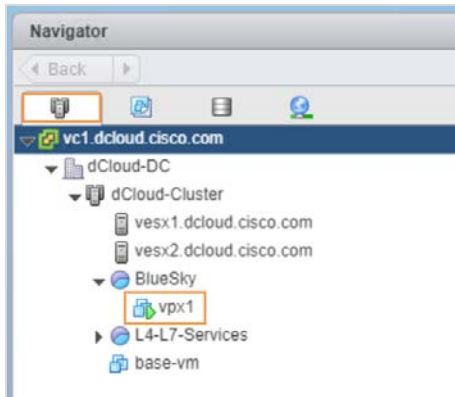 Navigator
Back
vc1.dcloud.cisco.com
dCloud-DC
dCloud-Cluster
vesx1.dcloud.cisco.com
vesx2.dcloud.cisco.com
BlueSky
vpx1
L4-L7-Services
base-vm